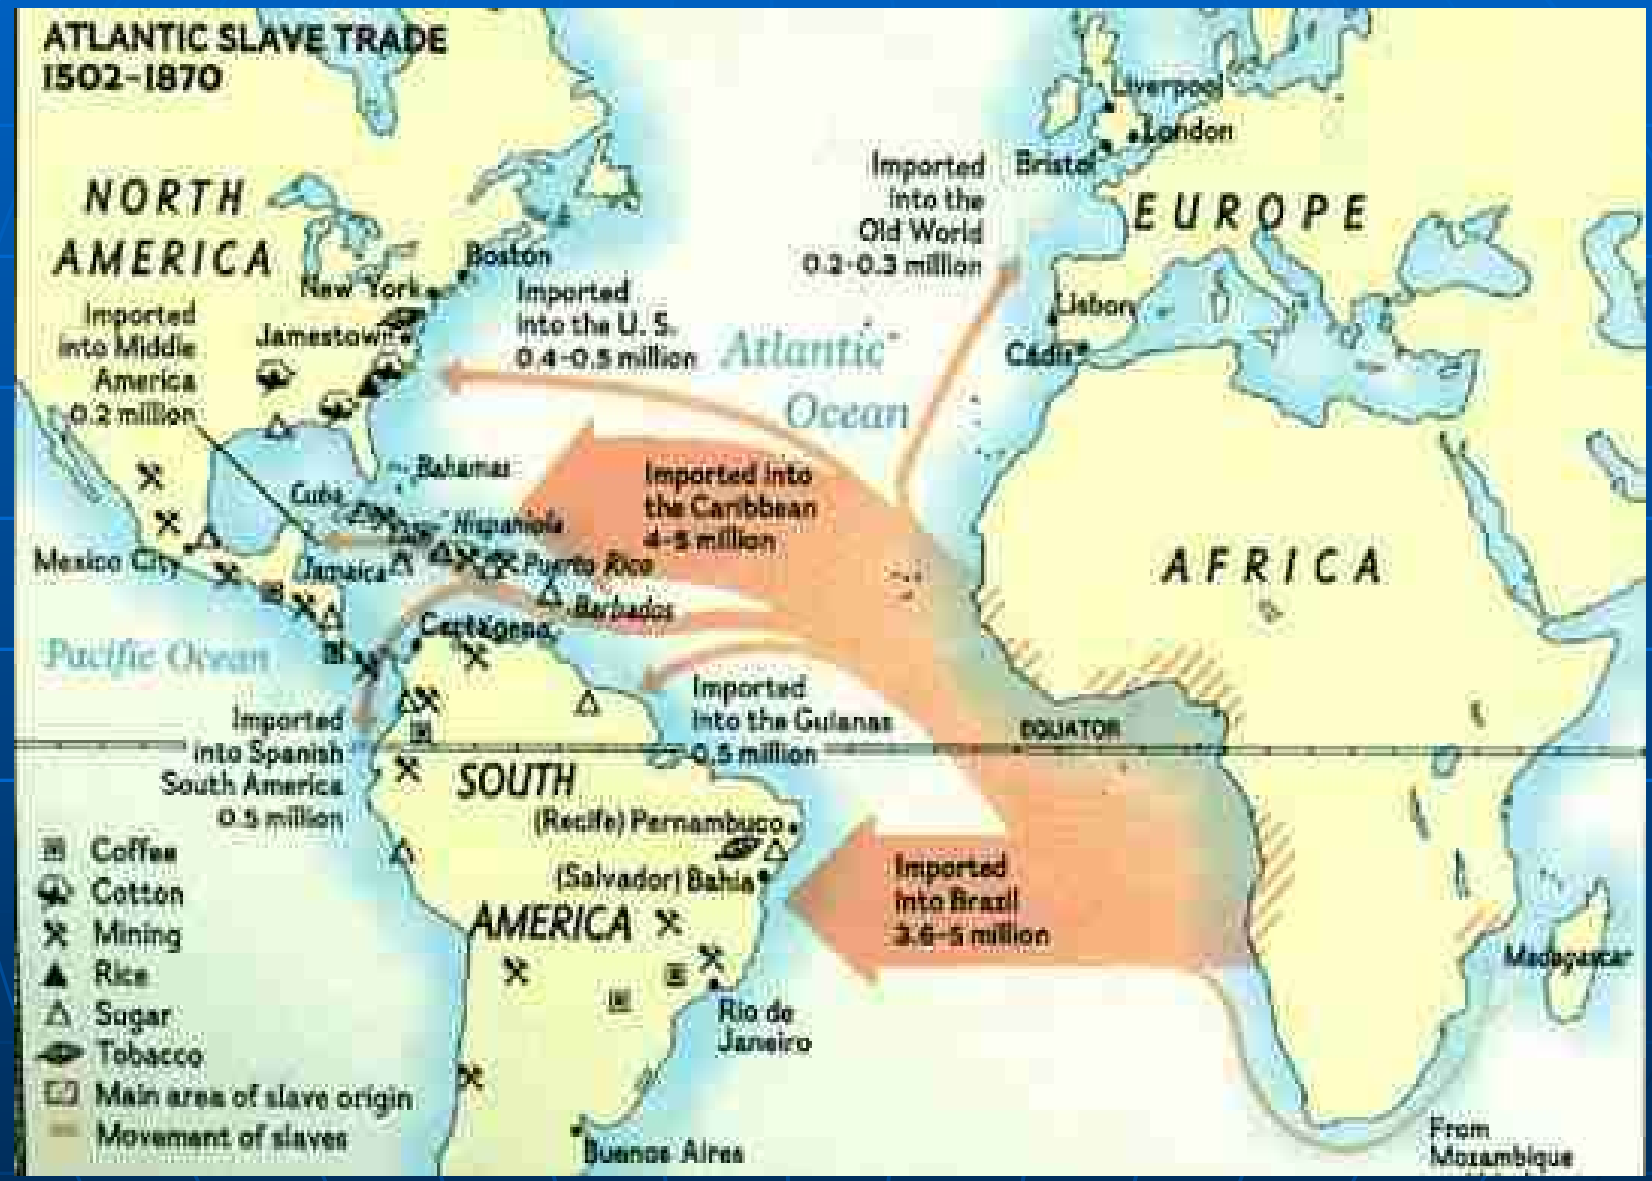 ATLANTIC SLAVE TRADE
1502-1870
NORTH
AMERICA
Imported
into Middle
America
0.2 million
New York
Boston
Jamestown
Imported
into the U. S.
0.4-0.5 million
Imported
into the
Old World
0.2-0.3 million
Liverpool
London
Bristol
EUROPE
Lisbon
Cádiz
Atlantic
Ocean
Bahamas
Cuba
Hispaniola
Mexico City
Jamaica
Puerto Rico
Barbados
Cartagena
Imported into
the Caribbean
4-5 million
AFRICA
Pacific Ocean
Imported
into the Guianas
0.5 million
EQUATOR
Imported
into Spanish
South America
0.5 million
SOUTH
AMERICA
(Recife) Pernambuco
(Salvador) Bahia
Imported
into Brazil
3.6-5 million
Rio de
Janeiro
Buenos Aires
Madagascar
From
Mozambique
Coffee
Cotton
Mining
Rice
Sugar
Tobacco
Main area of slave origin
Movement of slaves